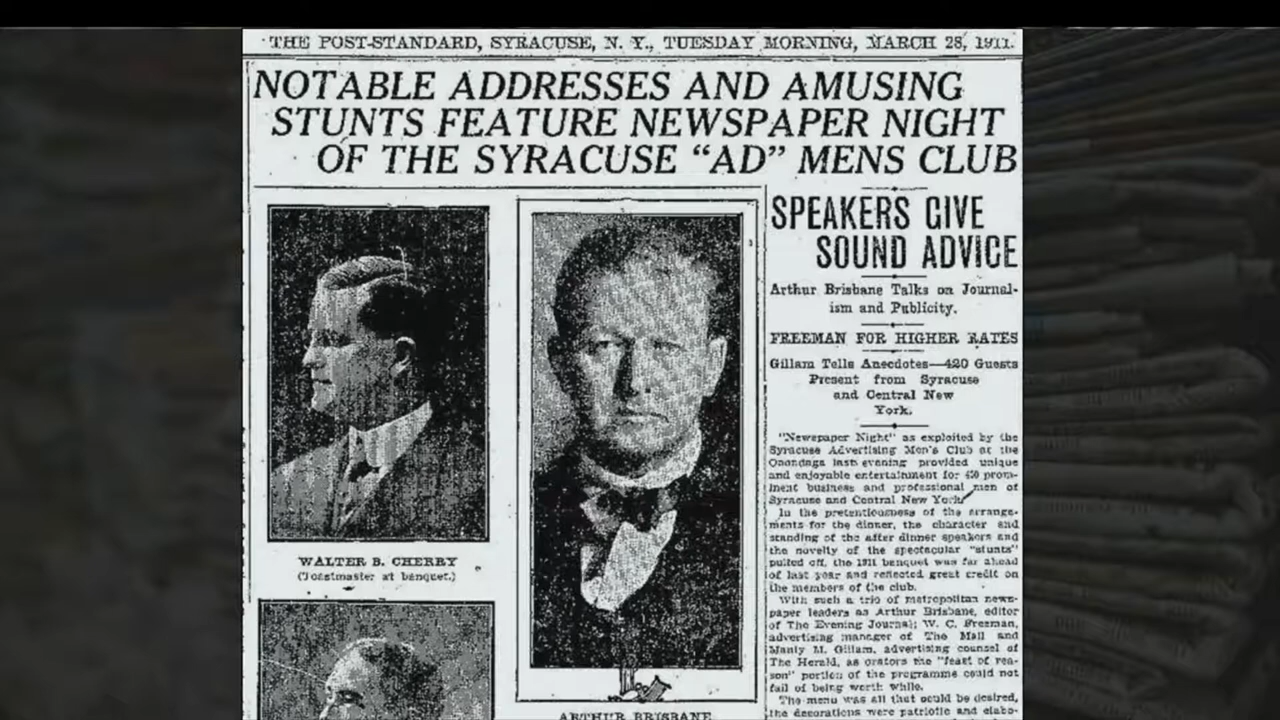 THE POST-STANDARD, SYRACUSE, N. Y., TUESDAY MORNING, MARCH 28, 1911.
NOTABLE ADDRESSES AND AMUSING
STUNTS FEATURE NEWSPAPER NIGHT
OF THE SYRACUSE "AD" MENS CLUB
WALTER B. CHERRY
(Toastmaster at banquet.)
ARTHUR BRISBANE
SPEAKERS GIVE
SOUND ADVICE
Arthur Brisbane Talks on Journal-
ism and Publicity.
FREEMAN FOR HIGHER RATES
Gillam Tells Anecdotes—420 Guests
Present from Syracuse
and Central New
York.
"Newspaper Night" as exploited by the
Syracuse Advertising Men's Club at the
Onondaga last evening provided unique
and enjoyable entertainment for 420 prom-
inent business and professional men of
Syracuse and Central New York.
In the pretentiousness of the arrange-
ments for the dinner, the character and
standing of the after dinner speakers and
the novelty of the spectacular "stunts"
pulled off, the 1911 banquet was far ahead
of last year and reflected great credit on
the members of the club.
With such a trio of metropolitan news-
paper leaders as Arthur Brisbane, editor
of The Evening Journal; W. C. Freeman,
advertising manager of The Mail and
Manly M. Gillam, advertising counsel of
The Herald, as orators the "feast of rea-
son" portion of the programme could not
fail of being worth while.
The menu was all that could be desired,
the decorations were patriotic and elabo-